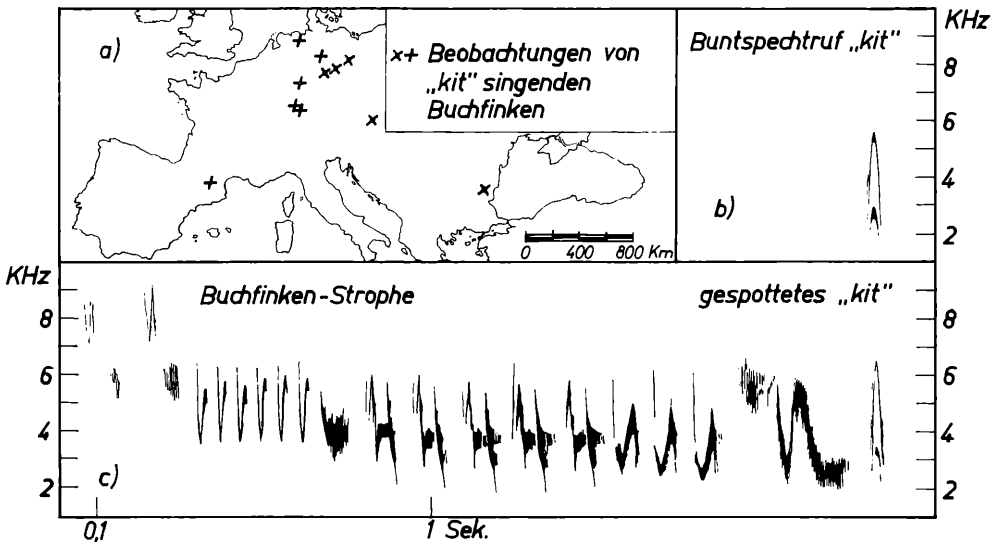 a)
×+ Beobachtungen von
„kit” singenden
Buchfinken
0 400 800 Km
KHz
Buntspechtruf „kit”
8
6
4
2
b)
KHz
Buchfinken-Strophe
gespottetes „kit”
8
6
4
2
8
6
4
2
c)
0,1
1 Sek.